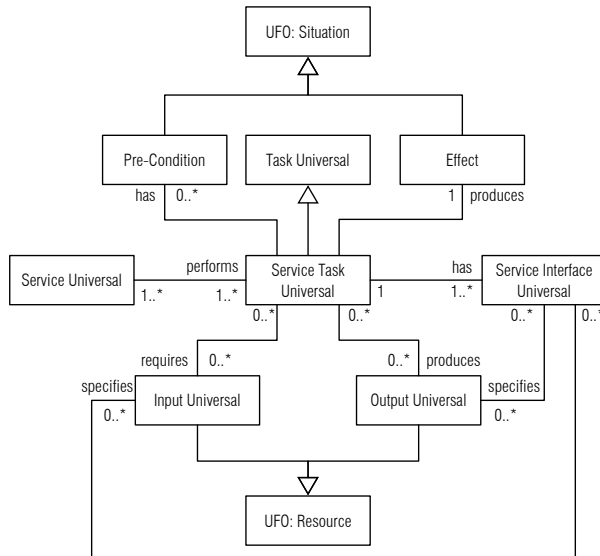 UFO: Situation
Pre-Condition
Task Universal
Effect
has
0..*
1
produces
Service Universal
performs
1..*
1..*
Service Task
Universal
has
1
1..*
Service Interface
Universal
0..*
0..*
0..*
0..*
requires
0..*
0..*
produces
specifies
0..*
Input Universal
Output Universal
specifies
0..*
UFO: Resource